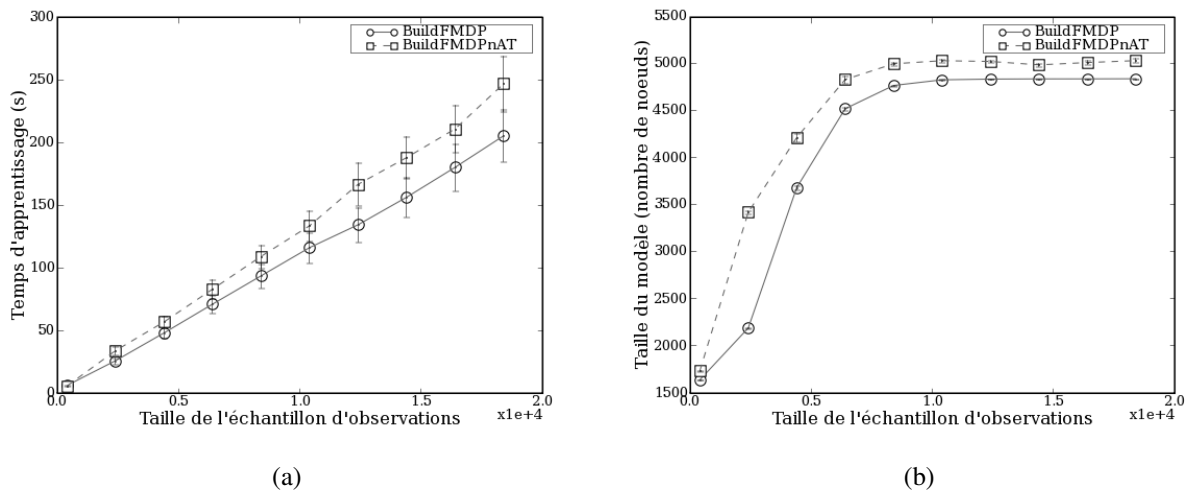 300
250
200
150
100
50
0
Temps d'apprentissage (s)
BuildFMDP
BuildFMDPnAT
0.0
0.5
1.0
1.5
2.0
x1e+4
Taille de l'échantillon d'observations
(a)
5500
5000
4500
4000
3500
3000
2500
2000
1500
Taille du modèle (nombre de noeuds)
BuildFMDP
BuildFMDPnAT
0.0
0.5
1.0
1.5
2.0
x1e+4
Taille de l'échantillon d'observations
(b)